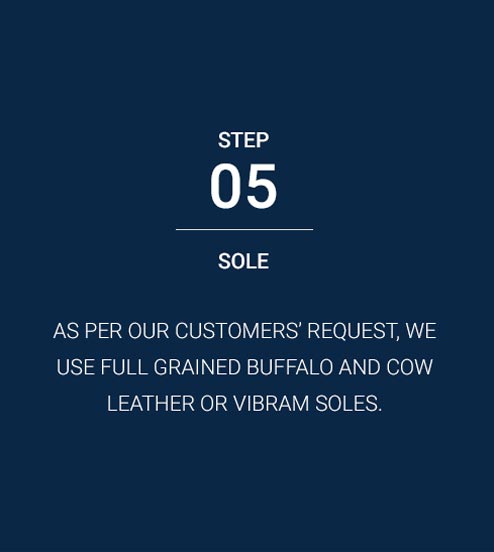 STEP
05
SOLE
AS PER OUR CUSTOMERS’ REQUEST, WE
USE FULL GRAINED BUFFALO AND COW
LEATHER OR VIBRAM SOLES.